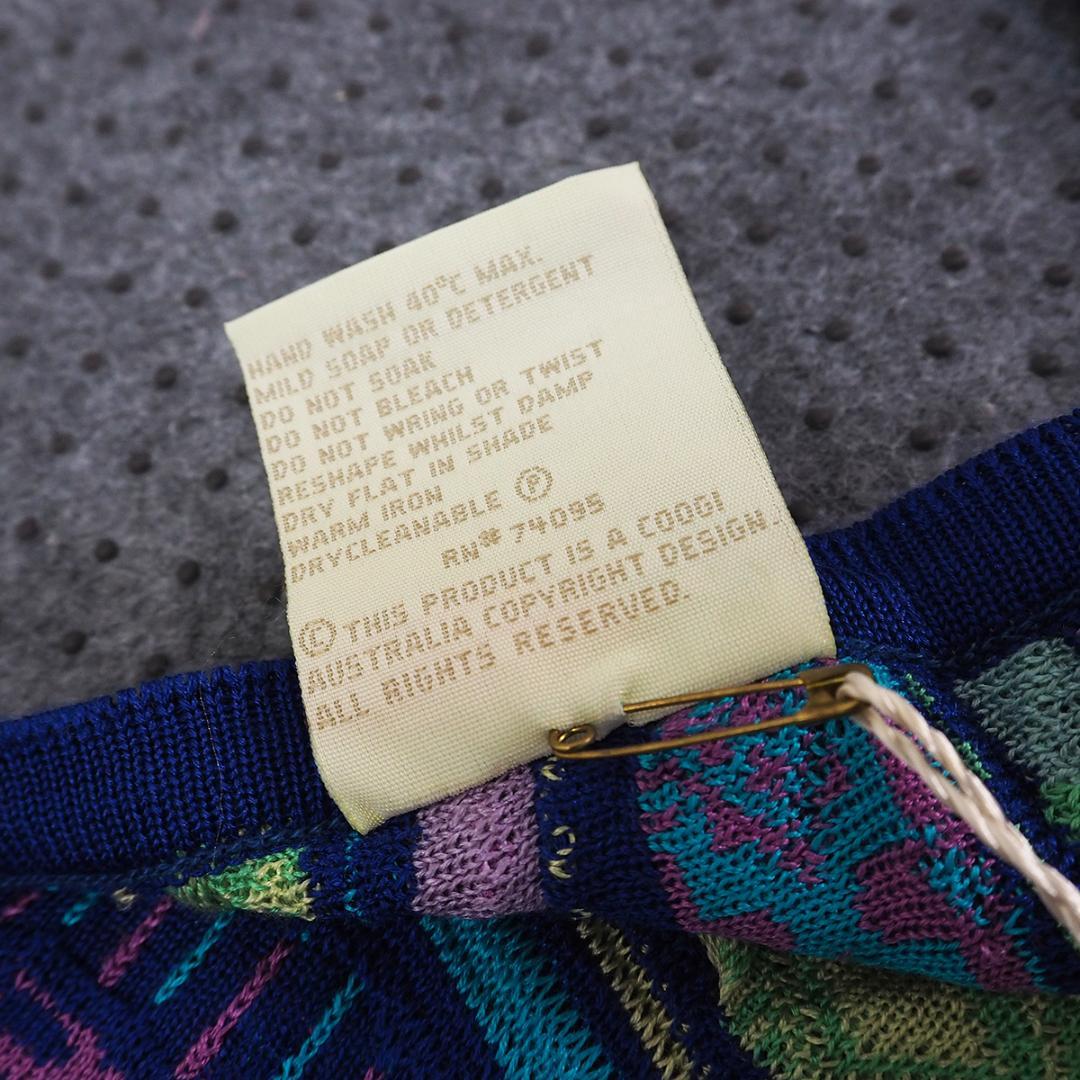 HAND WASH 40°C MAX.
MILD SOAP OR DETERGENT
DO NOT SOAK
DO NOT BLEACH
DO NOT WRING OR TWIST
RESHAPE WHILST DAMP
DRY FLAT IN SHADE
WARM IRON
DRYCLEANABLE Ⓟ
RN# 74095
© THIS PRODUCT IS A COOGI
AUSTRALIA COPYRIGHT DESIGN.
ALL RIGHTS RESERVED.